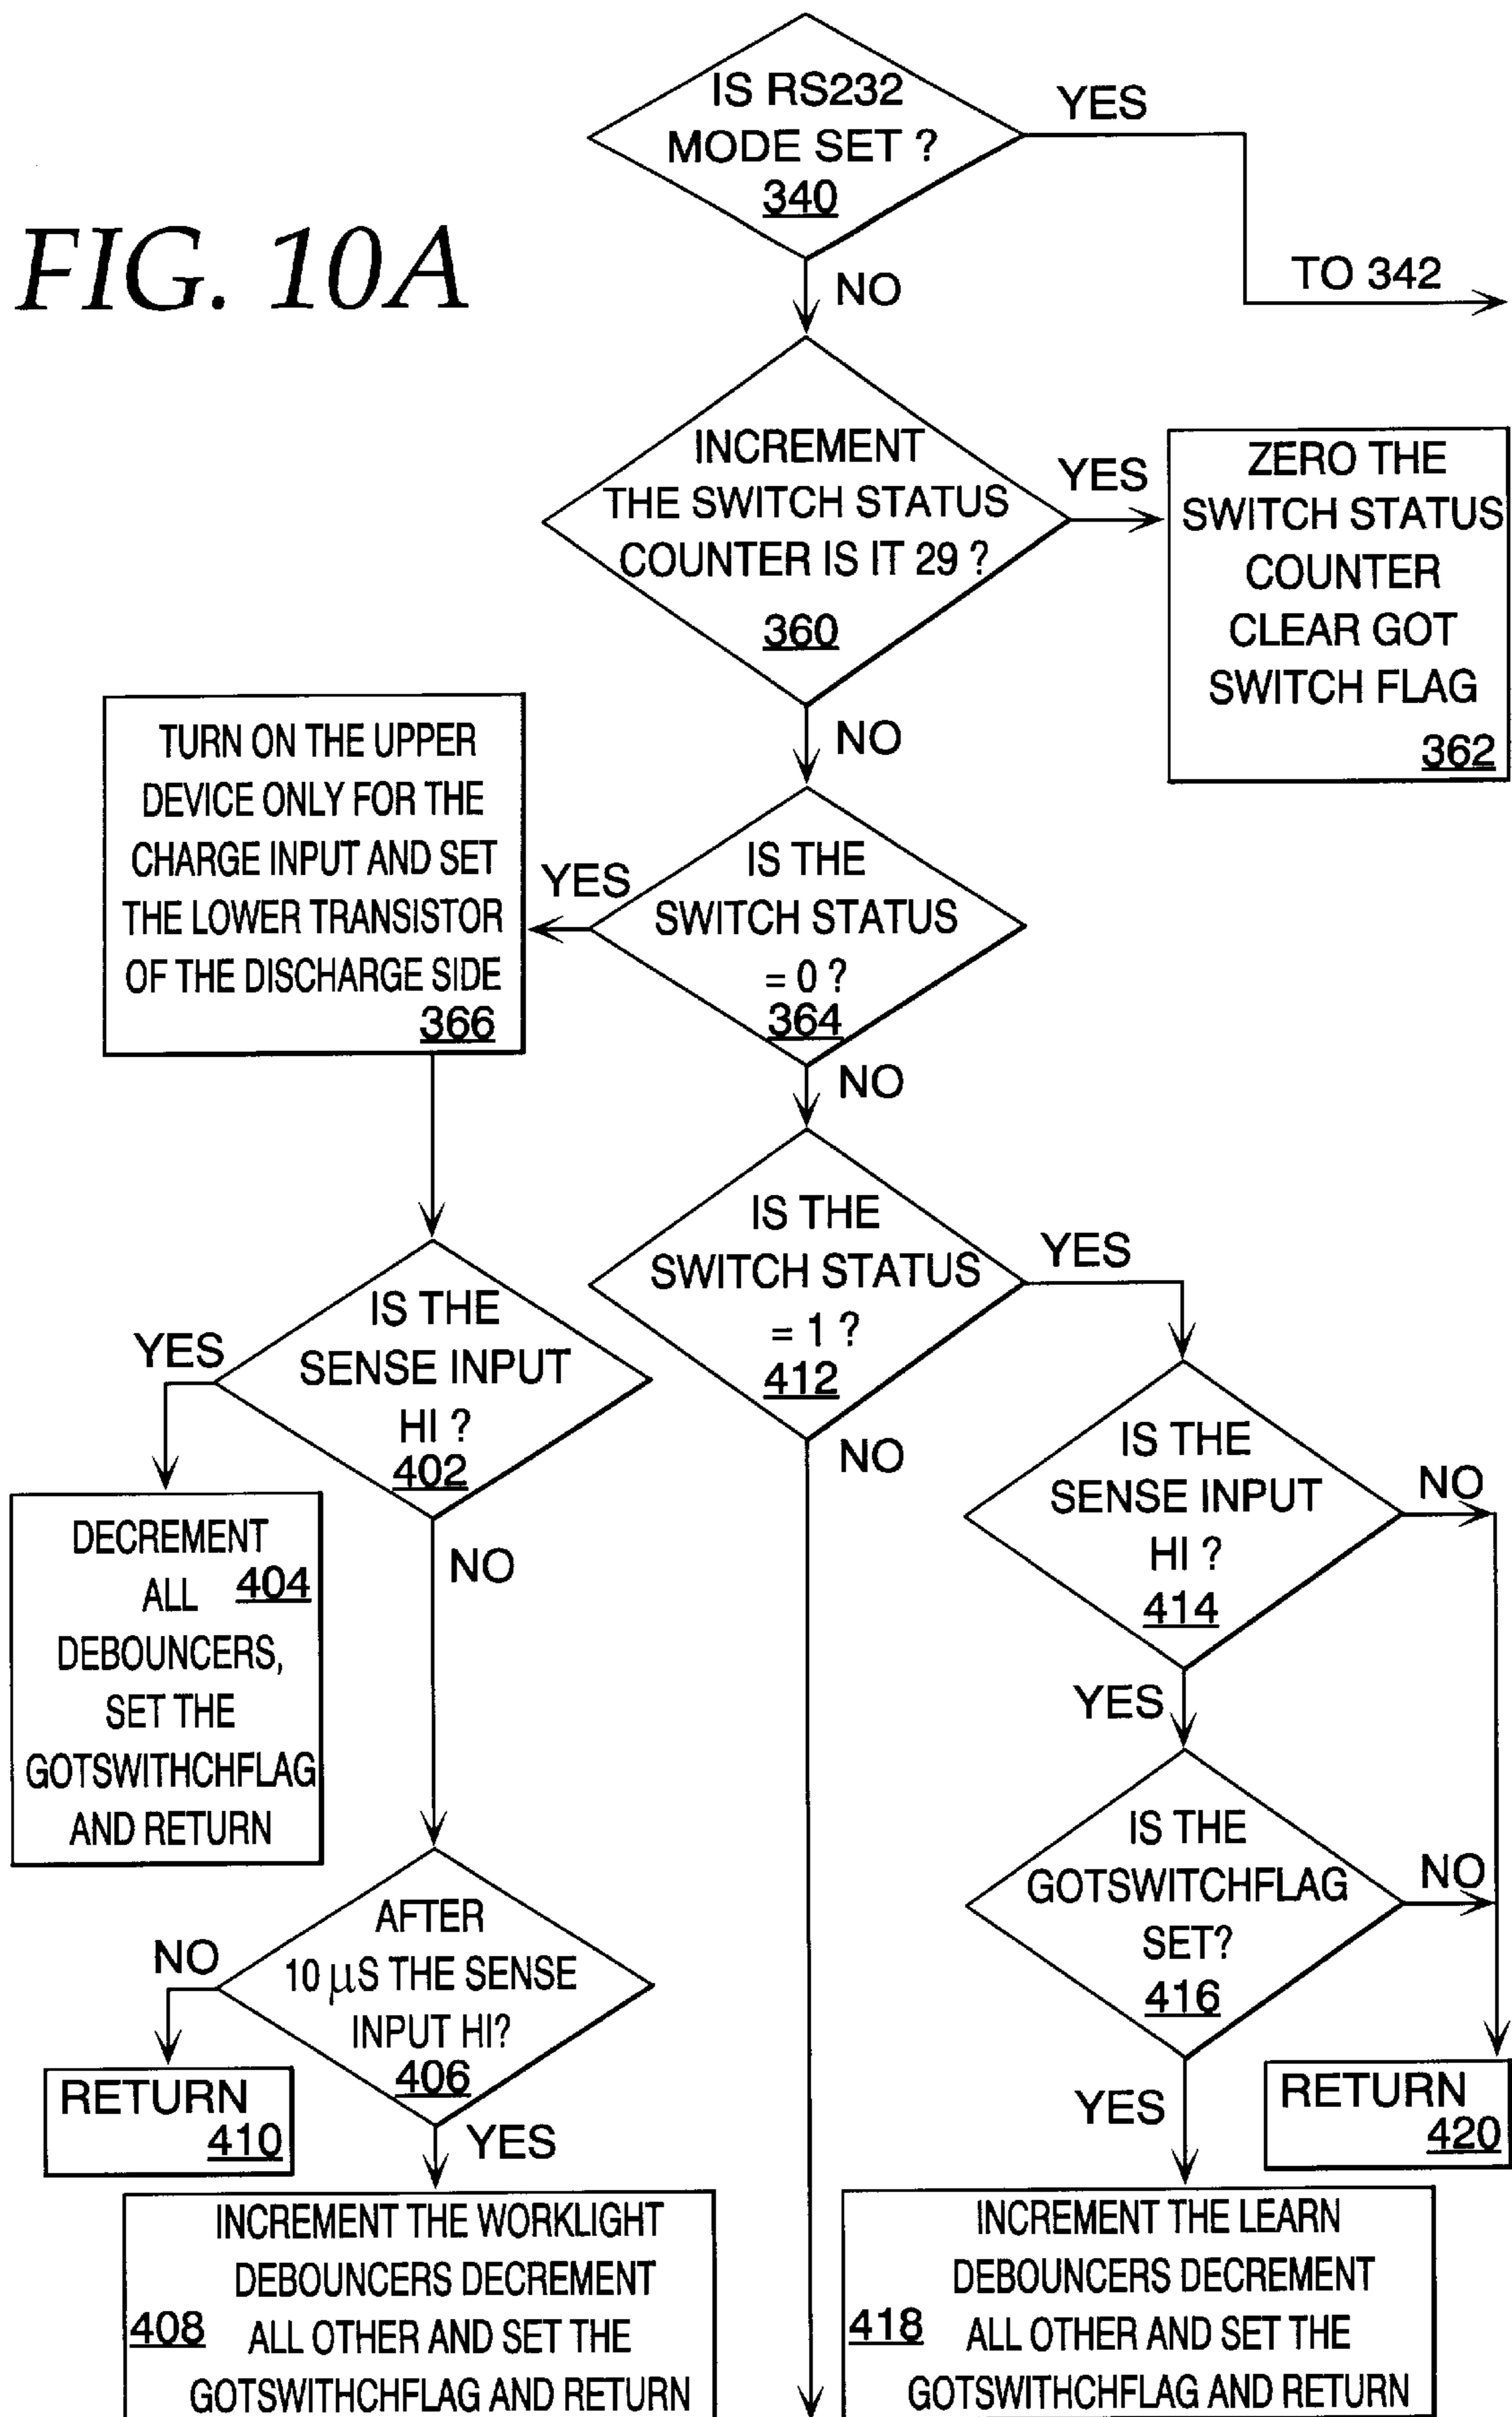 FIG. 10A
IS RS232
MODE SET ?
340
YES
TO 342
NO
INCREMENT
THE SWITCH STATUS
COUNTER IS IT 29 ?
360
YES
ZERO THE
SWITCH STATUS
COUNTER
CLEAR GOT
SWITCH FLAG
362
NO
IS THE
SWITCH STATUS
= 0 ?
364
YES
TURN ON THE UPPER
DEVICE ONLY FOR THE
CHARGE INPUT AND SET
THE LOWER TRANSISTOR
OF THE DISCHARGE SIDE
366
NO
IS THE
SWITCH STATUS
= 1 ?
412
YES
NO
IS THE
SENSE INPUT
HI ?
402
YES
DECREMENT
ALL 404
DEBOUNCERS,
SET THE
GOTSWITHCHFLAG
AND RETURN
NO
AFTER
10 µS THE SENSE
INPUT HI?
406
NO
RETURN
410
YES
INCREMENT THE WORKLIGHT
DEBOUNCERS DECREMENT
408 ALL OTHER AND SET THE
GOTSWITHCHFLAG AND RETURN
IS THE
SENSE INPUT
HI ?
414
NO
YES
IS THE
GOTSWITCHFLAG
SET?
416
NO
RETURN
420
YES
INCREMENT THE LEARN
DEBOUNCERS DECREMENT
418 ALL OTHER AND SET THE
GOTSWITHCHFLAG AND RETURN